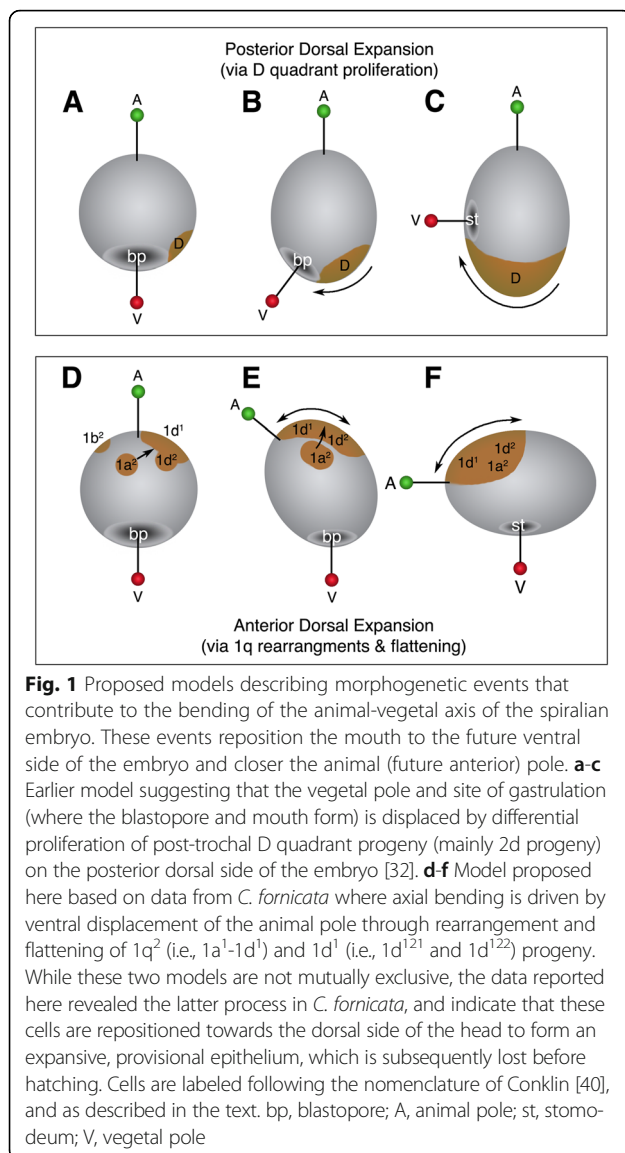 Posterior Dorsal Expansion
(via D quadrant proliferation)
A
B
C
A
A
A
D
bp
V
bp
D
V
V
st
D
D
E
F
A
1b²
1d¹
1a²
1d²
bp
V
A
1d¹
1d²
1a²
bp
V
A
1d¹
1d²
1a²
st
V
Anterior Dorsal Expansion
(via 1q rearrangments & flattening)
Fig. 1 Proposed models describing morphogenetic events that
contribute to the bending of the animal-vegetal axis of the spiralian
embryo. These events reposition the mouth to the future ventral
side of the embryo and closer the animal (future anterior) pole. a-c
Earlier model suggesting that the vegetal pole and site of gastrulation
(where the blastopore and mouth form) is displaced by differential
proliferation of post-trochal D quadrant progeny (mainly 2d progeny)
on the posterior dorsal side of the embryo [32]. d-f Model proposed
here based on data from C. fornicata where axial bending is driven by
ventral displacement of the animal pole through rearrangement and
flattening of 1q² (i.e., 1a¹-1d¹) and 1d¹ (i.e., 1d¹²¹ and 1d¹²²) progeny.
While these two models are not mutually exclusive, the data reported
here revealed the latter process in C. fornicata, and indicate that these
cells are repositioned towards the dorsal side of the head to form an
expansive, provisional epithelium, which is subsequently lost before
hatching. Cells are labeled following the nomenclature of Conklin [40],
and as described in the text. bp, blastopore; A, animal pole; st, stomo-
deum; V, vegetal pole